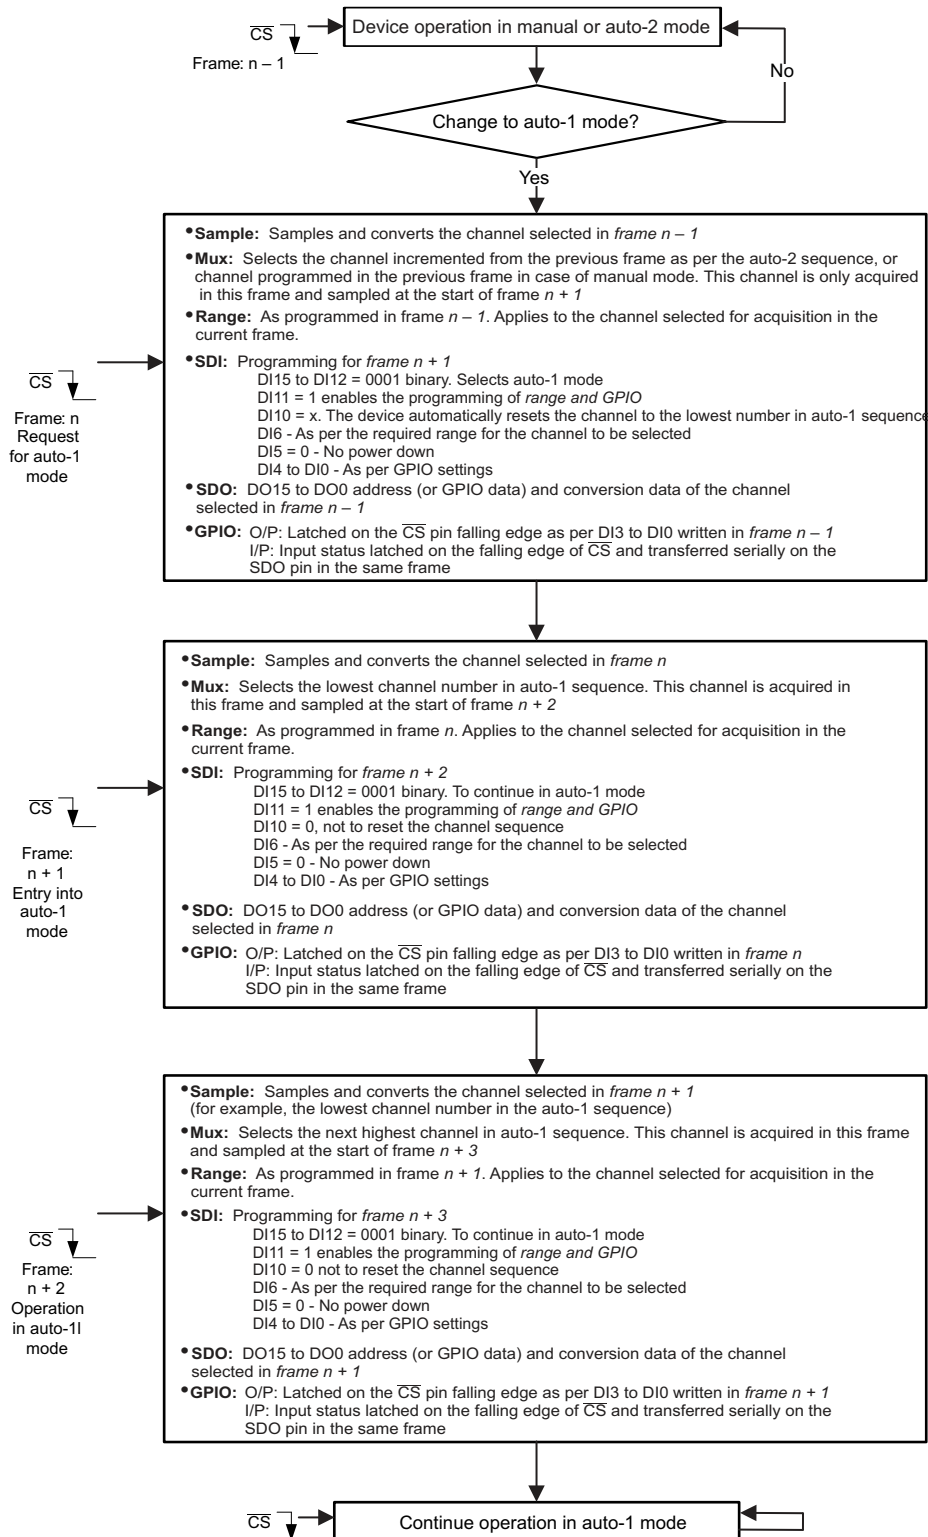 CS
Device operation in manual or auto-2 mode
Frame: n – 1
No
Change to auto-1 mode?
Yes
•Sample: Samples and converts the channel selected in frame n – 1
•Mux: Selects the channel incremented from the previous frame as per the auto-2 sequence, or
channel programmed in the previous frame in case of manual mode. This channel is only acquired
in this frame and sampled at the start of frame n + 1
•Range: As programmed in frame n – 1. Applies to the channel selected for acquisition in the
current frame.
•SDI: Programming for frame n + 1
DI15 to DI12 = 0001 binary. Selects auto-1 mode
DI11 = 1 enables the programming of range and GPIO
DI10 = x. The device automatically resets the channel to the lowest number in auto-1 sequence
DI6 - As per the required range for the channel to be selected
DI5 = 0 - No power down
DI4 to DI0 - As per GPIO settings
•SDO: DO15 to DO0 address (or GPIO data) and conversion data of the channel
selected in frame n – 1
•GPIO: O/P: Latched on the CS pin falling edge as per DI3 to DI0 written in frame n – 1
I/P: Input status latched on the falling edge of CS and transferred serially on the
SDO pin in the same frame
CS
Frame: n
Request
for auto-1
mode
•Sample: Samples and converts the channel selected in frame n
•Mux: Selects the lowest channel number in auto-1 sequence. This channel is acquired in
this frame and sampled at the start of frame n + 2
•Range: As programmed in frame n. Applies to the channel selected for acquisition in the
current frame.
•SDI: Programming for frame n + 2
DI15 to DI12 = 0001 binary. To continue in auto-1 mode
DI11 = 1 enables the programming of range and GPIO
DI10 = 0, not to reset the channel sequence
DI6 - As per the required range for the channel to be selected
DI5 = 0 - No power down
DI4 to DI0 - As per GPIO settings
•SDO: DO15 to DO0 address (or GPIO data) and conversion data of the channel
selected in frame n
•GPIO: O/P: Latched on the CS pin falling edge as per DI3 to DI0 written in frame n
I/P: Input status latched on the falling edge of CS and transferred serially on the
SDO pin in the same frame
CS
Frame:
n + 1
Entry into
auto-1
mode
•Sample: Samples and converts the channel selected in frame n + 1
(for example, the lowest channel number in the auto-1 sequence)
•Mux: Selects the next highest channel in auto-1 sequence. This channel is acquired in this frame
and sampled at the start of frame n + 3
•Range: As programmed in frame n + 1. Applies to the channel selected for acquisition in the
current frame.
•SDI: Programming for frame n + 3
DI15 to DI12 = 0001 binary. To continue in auto-1 mode
DI11 = 1 enables the programming of range and GPIO
DI10 = 0 not to reset the channel sequence
DI6 - As per the required range for the channel to be selected
DI5 = 0 - No power down
DI4 to DI0 - As per GPIO settings
•SDO: DO15 to DO0 address (or GPIO data) and conversion data of the channel
selected in frame n + 1
•GPIO: O/P: Latched on the CS pin falling edge as per DI3 to DI0 written in frame n + 1
I/P: Input status latched on the falling edge of CS and transferred serially on the
SDO pin in the same frame
CS
Frame:
n + 2
Operation
in auto-1l
mode
CS
Continue operation in auto-1 mode